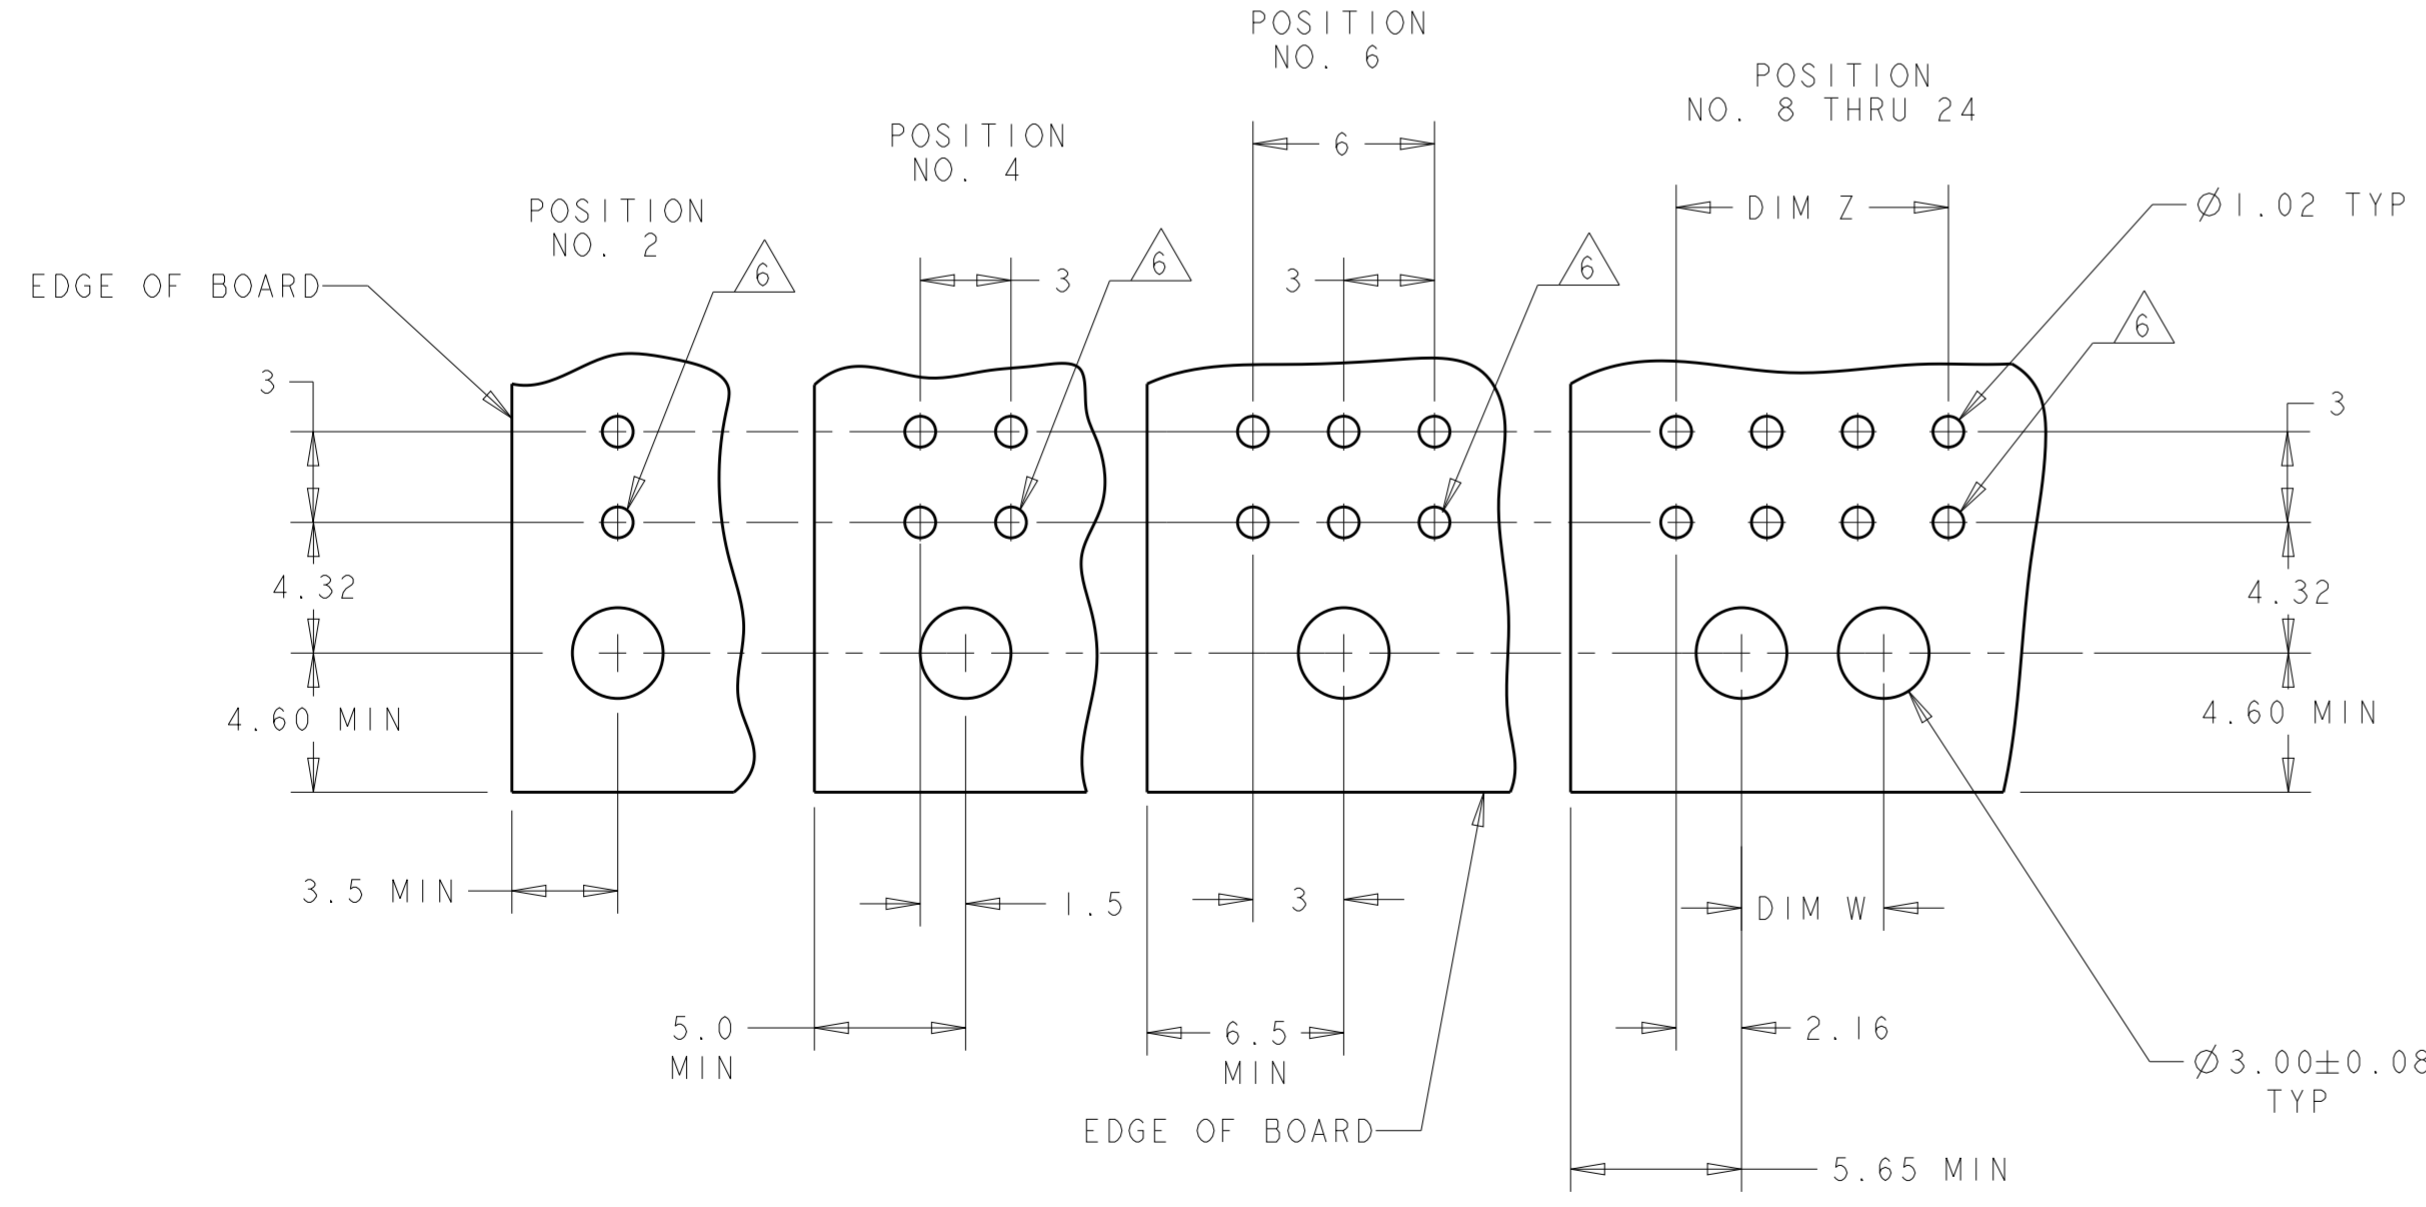 POSITION
NO. 6
POSITION
NO. 8 THRU 24
POSITION
NO. 4
6
POSITION
NO. 2
DIM Z
Ø1.02 TYP
EDGE OF BOARD
6
3
6
3
6
6
3
3
4.32
4.32
4.60 MIN
4.60 MIN
3.5 MIN
1.5
3
DIM W
5.0
MIN
6.5
MIN
2.16
Ø3.00±0.08
TYP
EDGE OF BOARD
5.65 MIN